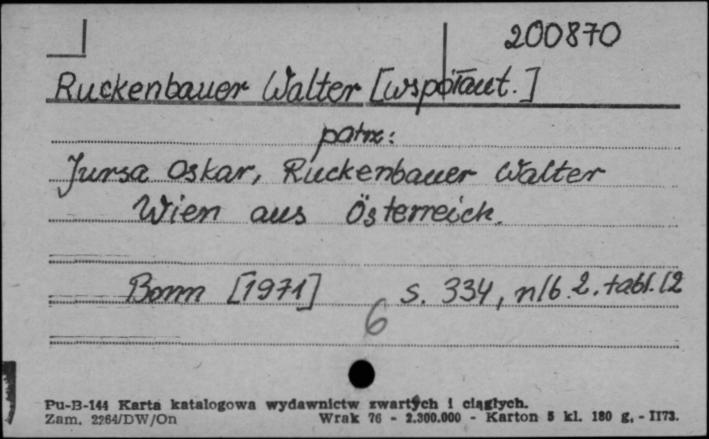 200870
Ruckenbauer Walter [współaut.]
patrz:
Jursa Oskar, Ruckenbauer Walter
Wien aus Österreich.
Bonn [1971] s. 334, nlb. 2. tabl. 12
6
Pu-B-144 Karta katalogowa wydawnictw zwartych i ciągłych.
Zam. 2264/DW/On Wrak 76 - 2.300.000 - Karton 5 kl. 180 g. - II73.